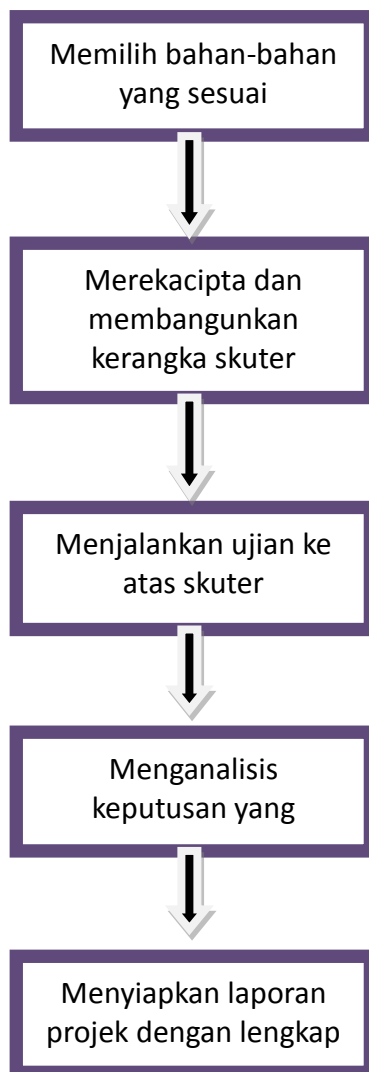 Memilih bahan-bahan
yang sesuai
Merekacipta dan
membangunkan
kerangka skuter
Menjalankan ujian ke
atas skuter
Menganalisis
keputusan yang
Menyiapkan laporan
projek dengan lengkap